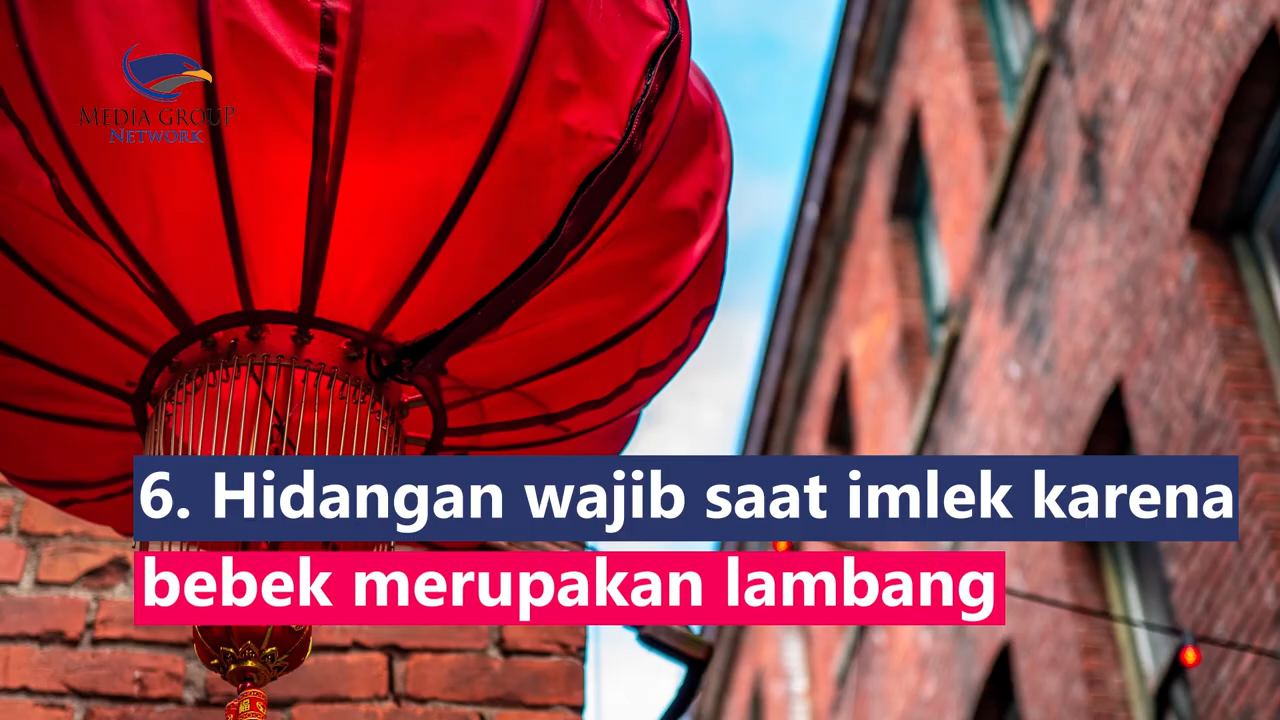 MEDIA GROUP
NETWORK
6. Hidangan wajib saat imlek karena
bebek merupakan lambang